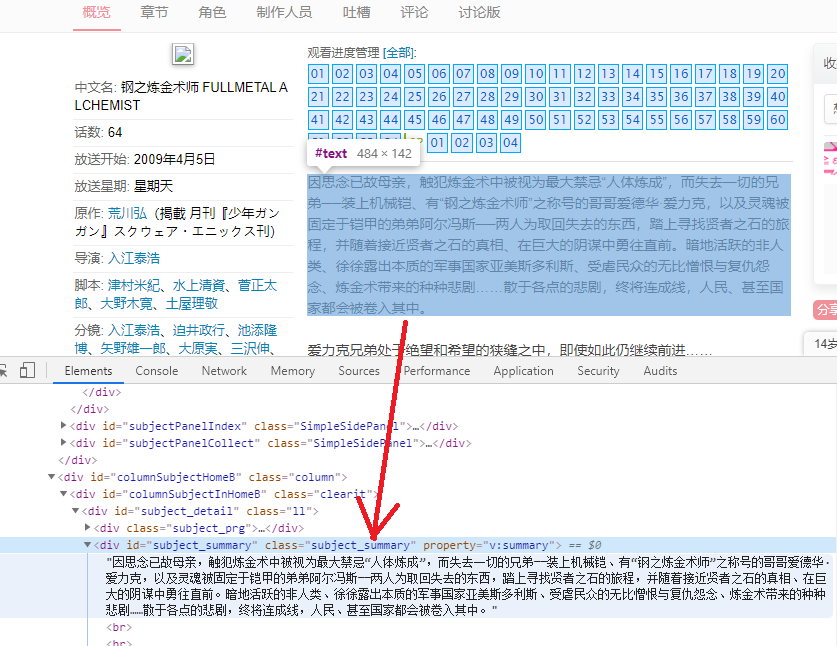 概览 章节 角色 制作人员 吐槽 评论 讨论版
观看进度管理 [全部]:
01 02 03 04 05 06 07 08 09 10 11 12 13 14 15 16 17 18 19 20
21 22 23 24 25 26 27 28 29 30 31 32 33 34 35 36 37 38 39 40
41 42 43 44 45 46 47 48 49 50 51 52 53 54 55 56 57 58 59 60
01 02 03 04
#text 484 × 142
中文名: 钢之炼金术师 FULLMETAL A
LCHEMIST
话数: 64
放送开始: 2009年4月5日
放送星期: 星期天
原作: 荒川弘（掲載 月刊『少年ガン
ガン』スクウェア・エニックス刊）
导演: 入江泰浩
脚本: 津村米紀、水上清資、菅正太
郎、大野木寛、土屋理敬
分镜: 入江泰浩、迫井政行、池添隆
博、矢野雄一郎、大原実、三沢伸、
因思念已故母亲，触犯炼金术中被视为最大禁忌“人体炼成”，而失去一切的兄
弟──装上机械铠、有“钢之炼金术师”之称号的哥哥爱德华·爱力克，以及灵魂被
固定于铠甲的弟弟阿尔冯斯──两人为取回失去的东西，踏上寻找贤者之石的旅
程，并随着接近贤者之石的真相、在巨大的阴谋中勇往直前。暗地活跃的非人
类、徐徐露出本质的军事国家亚美斯多利斯、受虐民众的无比憎恨与复仇怨
念、炼金术带来的种种悲剧……散于各点的悲剧，终将连成线，人民、甚至国
家都会被卷入其中。
爱力克兄弟处于绝望和希望的狭缝之中，即使如此仍继续前进……
收
分享
14岁
Elements Console Network Memory Sources Performance Application Security Audits
</div>
</div>
<div id="subjectPanelIndex" class="SimpleSidePanel">…</div>
<div id="subjectPanelCollect" class="SimpleSidePanel">…</div>
</div>
<div id="columnSubjectHomeB" class="column">
<div id="columnSubjectInHomeB" class="clearit">
<div id="subject_detail" class="ll">
<div class="subject_prg">…</div>
<div id="subject_summary" class="subject_summary" property="v:summary"> == $0
"因思念已故母亲，触犯炼金术中被视为最大禁忌“人体炼成”，而失去一切的兄弟──装上机械铠、有“钢之炼金术师”之称号的哥哥爱德华·
爱力克，以及灵魂被固定于铠甲的弟弟阿尔冯斯──两人为取回失去的东西，踏上寻找贤者之石的旅程，并随着接近贤者之石的真相、在巨
大的阴谋中勇往直前。暗地活跃的非人类、徐徐露出本质的军事国家亚美斯多利斯、受虐民众的无比憎恨与复仇怨念、炼金术带来的种种
悲剧……散于各点的悲剧，终将连成线，人民、甚至国家都会被卷入其中。"
<br>
<br>